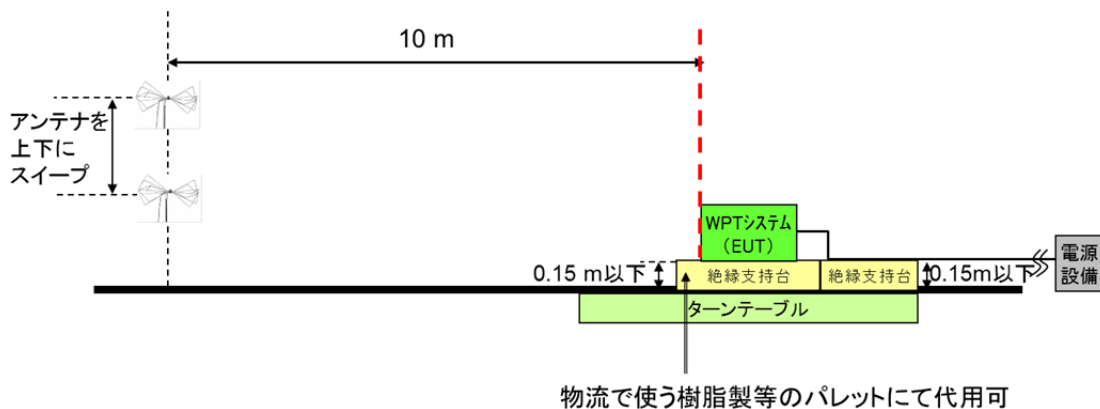 10 m
アンテナを
上下に
スイープ
WPTシステム
(EUT)
電源
設備
0.15 m以下
絶縁支持台
絶縁支持台
0.15m以下
ターンテーブル
物流で使う樹脂製等のパレットにて代用可